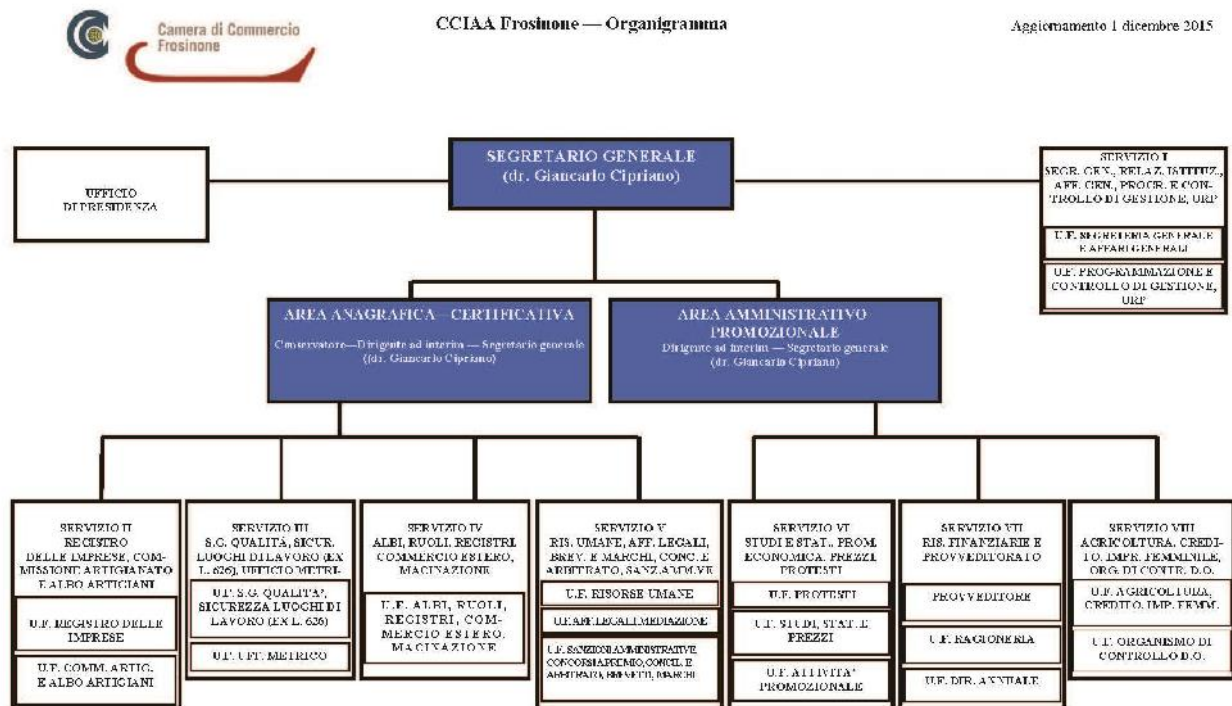 Camera di Commercio
Frosinone
CCIAA Frosinone — Organigramma
Aggiornamento 1 dicembre 2015
SEGRETARIO GENERALE
(dr. Giancarlo Cipriano)
UFFICIO
DI PRESIDENZA
SERVIZIO I
SEGR. GEN., RELAZ. ISTITUZ.,
AFF. GEN., PROGR. E CON-
TROLLO DI GESTIONE, URP
U.F. SEGRETERIA GENERALE
E AFFARI GENERALI
U.F. PROGRAMMAZIONE E
CONTROLLO DI GESTIONE,
URP
AREA ANAGRAFICA—CERTIFICATIVA
Conservatore—Dirigente ad interim — Segretario generale
((dr. Giancarlo Cipriano)
AREA AMMINISTRATIVO
PROMOZIONALE
Dirigente ad interim — Segretario generale
(dr. Giancarlo Cipriano)
SERVIZIO II
REGISTRO
DELLE IMPRESE, COM-
MISSIONE ARTIGIANATO
E ALBO ARTIGIANI
U.F. REGISTRO DELLE
IMPRESE
U.F. COMM. ARTIG.
E ALBO ARTIGIANI
SERVIZIO III
S.G. QUALITÀ, SICUR.
LUOGHI DI LAVORO (EX
L. 626), UFFICIO METRI-
U.F. S.G. QUALITA',
SICUREZZA LUOGHI DI
LAVORO (EX L. 626)
U.F. UFF. METRICO
SERVIZIO IV
ALBI, RUOLI, REGISTRI,
COMMERCIO ESTERO,
MACINAZIONE
U.F. ALBI, RUOLI,
REGISTRI, COM-
MERCIO ESTERO,
MACINAZIONE
SERVIZIO V
RIS. UMANE, AFF. LEGALI,
BREV. E MARCHI, CONC. E
ARBITRATO, SANZ.AMM.VE
U.F. RISORSE UMANE
U.F. AFF. LEGALI, MEDIAZIONE
U.F. SANZIONI AMMINISTRATIVE,
CONCORSI A PREMIO, CONCIL. E
ARBITRATO, BREVETTI, MARCHI
SERVIZIO VI
STUDI E STAT., PROM.
ECONOMICA, PREZZI,
PROTESTI
U.F. PROTESTI
U.F. STUDI, STAT. E
PREZZI
U.F. ATTIVITA'
PROMOZIONALE
SERVIZIO VII
RIS. FINANZIARIE E
PROVVEDITORATO
PROVVEDITORE
U.F. RAGIONERIA
U.F. DIR. ANNUALE
SERVIZIO VIII
AGRICOLTURA, CREDI-
TO, IMPR. FEMMINILE,
ORG. DI CONTR. D.O.
U.F. AGRICOLTURA,
CREDITO, IMP. FEMM.
U.F. ORGANISMO DI
CONTROLLO D.O.